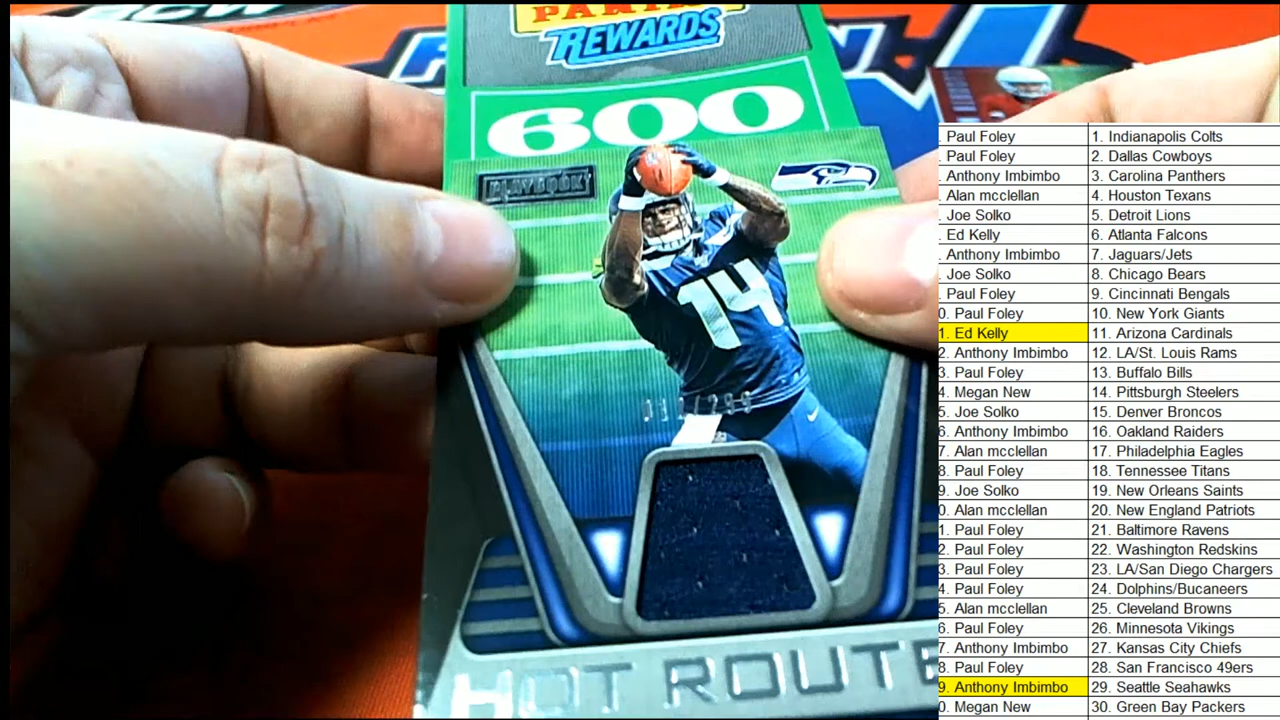 PANINI
REWARDS
600
PLAYBOOK
14
HOT ROUTE
Paul Foley 1. Indianapolis Colts
Paul Foley 2. Dallas Cowboys
Anthony Imbimbo 3. Carolina Panthers
Alan mcclellan 4. Houston Texans
Joe Solko 5. Detroit Lions
Ed Kelly 6. Atlanta Falcons
Anthony Imbimbo 7. Jaguars/Jets
Joe Solko 8. Chicago Bears
Paul Foley 9. Cincinnati Bengals
0. Paul Foley 10. New York Giants
1. Ed Kelly 11. Arizona Cardinals
2. Anthony Imbimbo 12. LA/St. Louis Rams
3. Paul Foley 13. Buffalo Bills
4. Megan New 14. Pittsburgh Steelers
5. Joe Solko 15. Denver Broncos
6. Anthony Imbimbo 16. Oakland Raiders
7. Alan mcclellan 17. Philadelphia Eagles
8. Paul Foley 18. Tennessee Titans
9. Joe Solko 19. New Orleans Saints
0. Alan mcclellan 20. New England Patriots
1. Paul Foley 21. Baltimore Ravens
2. Paul Foley 22. Washington Redskins
3. Paul Foley 23. LA/San Diego Chargers
4. Paul Foley 24. Dolphins/Bucaneers
5. Alan mcclellan 25. Cleveland Browns
6. Paul Foley 26. Minnesota Vikings
7. Anthony Imbimbo 27. Kansas City Chiefs
8. Paul Foley 28. San Francisco 49ers
9. Anthony Imbimbo 29. Seattle Seahawks
0. Megan New 30. Green Bay Packers